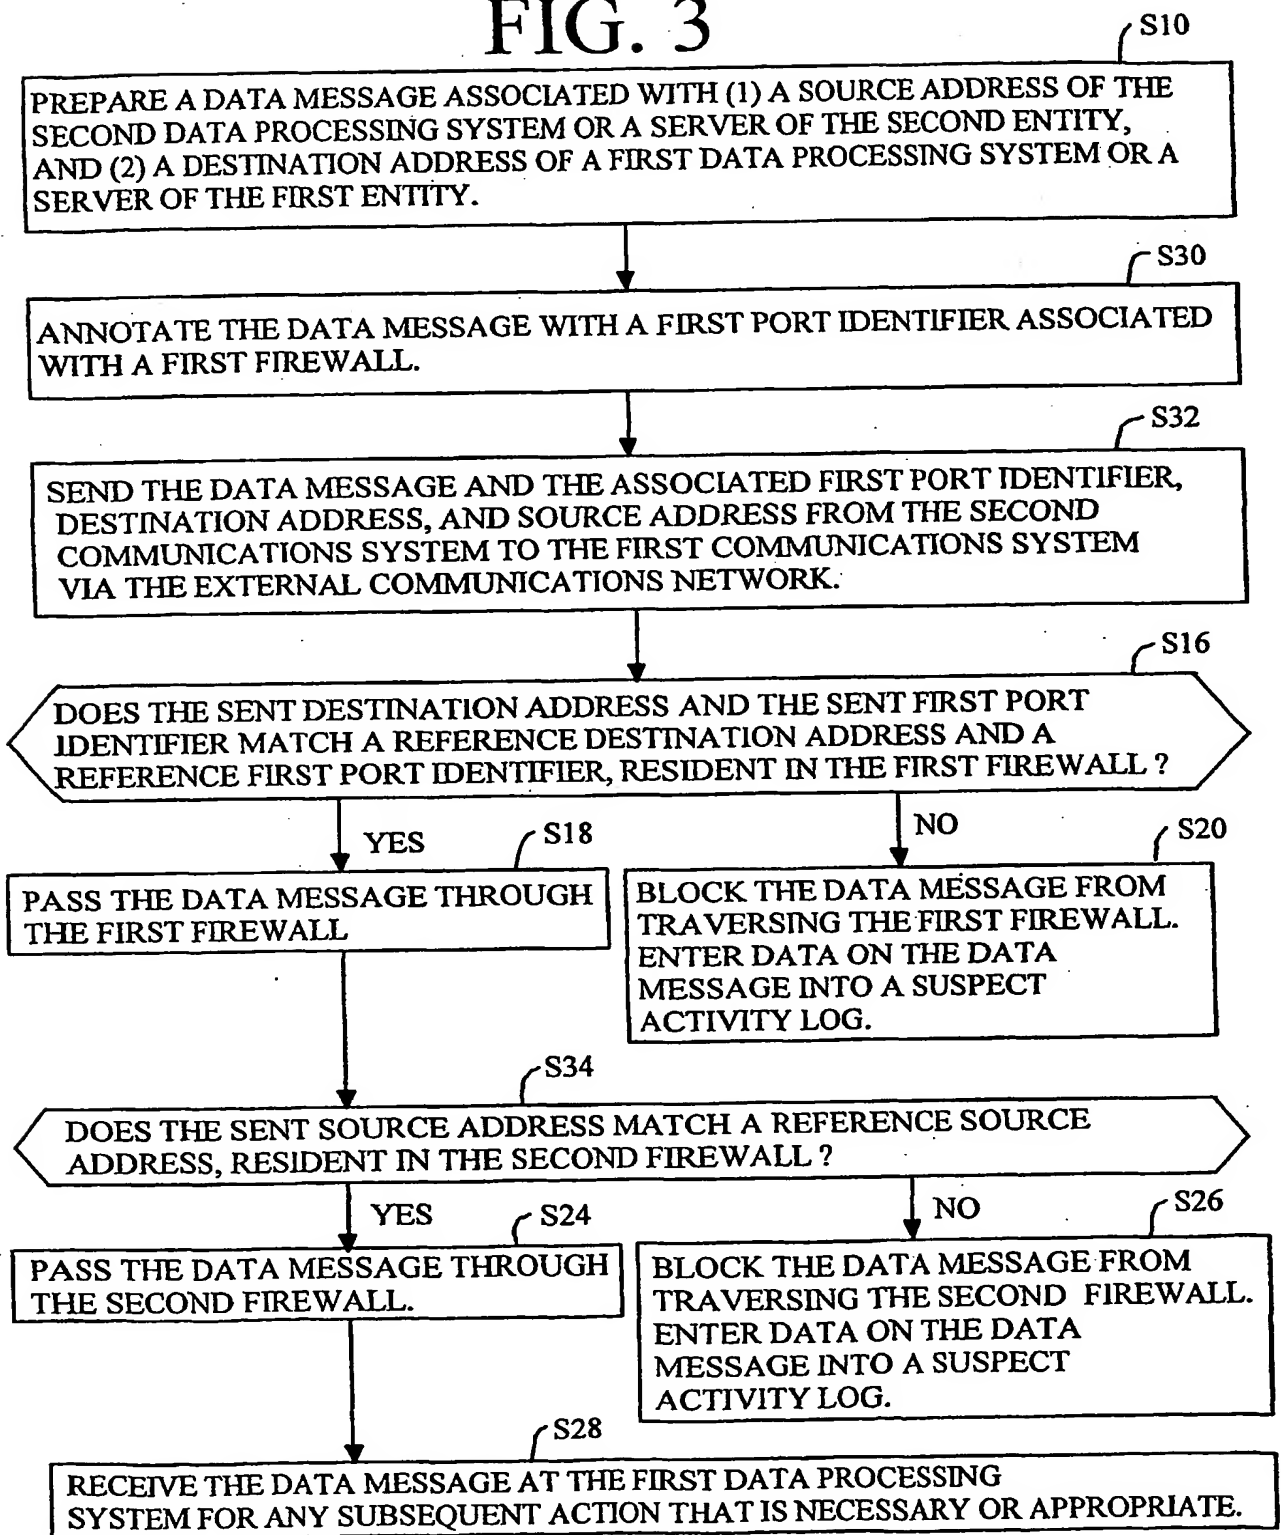 FIG. 3
S10
PREPARE A DATA MESSAGE ASSOCIATED WITH (1) A SOURCE ADDRESS OF THE
SECOND DATA PROCESSING SYSTEM OR A SERVER OF THE SECOND ENTITY,
AND (2) A DESTINATION ADDRESS OF A FIRST DATA PROCESSING SYSTEM OR A
SERVER OF THE FIRST ENTITY.
S30
ANNOTATE THE DATA MESSAGE WITH A FIRST PORT IDENTIFIER ASSOCIATED
WITH A FIRST FIREWALL.
S32
SEND THE DATA MESSAGE AND THE ASSOCIATED FIRST PORT IDENTIFIER,
DESTINATION ADDRESS, AND SOURCE ADDRESS FROM THE SECOND
COMMUNICATIONS SYSTEM TO THE FIRST COMMUNICATIONS SYSTEM
VIA THE EXTERNAL COMMUNICATIONS NETWORK.
S16
DOES THE SENT DESTINATION ADDRESS AND THE SENT FIRST PORT
IDENTIFIER MATCH A REFERENCE DESTINATION ADDRESS AND A
REFERENCE FIRST PORT IDENTIFIER, RESIDENT IN THE FIRST FIREWALL ?
YES
S18
PASS THE DATA MESSAGE THROUGH
THE FIRST FIREWALL
NO
S20
BLOCK THE DATA MESSAGE FROM
TRAVERSING THE FIRST FIREWALL.
ENTER DATA ON THE DATA
MESSAGE INTO A SUSPECT
ACTIVITY LOG.
S34
DOES THE SENT SOURCE ADDRESS MATCH A REFERENCE SOURCE
ADDRESS, RESIDENT IN THE SECOND FIREWALL ?
YES
S24
PASS THE DATA MESSAGE THROUGH
THE SECOND FIREWALL.
NO
S26
BLOCK THE DATA MESSAGE FROM
TRAVERSING THE SECOND FIREWALL.
ENTER DATA ON THE DATA
MESSAGE INTO A SUSPECT
ACTIVITY LOG.
S28
RECEIVE THE DATA MESSAGE AT THE FIRST DATA PROCESSING
SYSTEM FOR ANY SUBSEQUENT ACTION THAT IS NECESSARY OR APPROPRIATE.